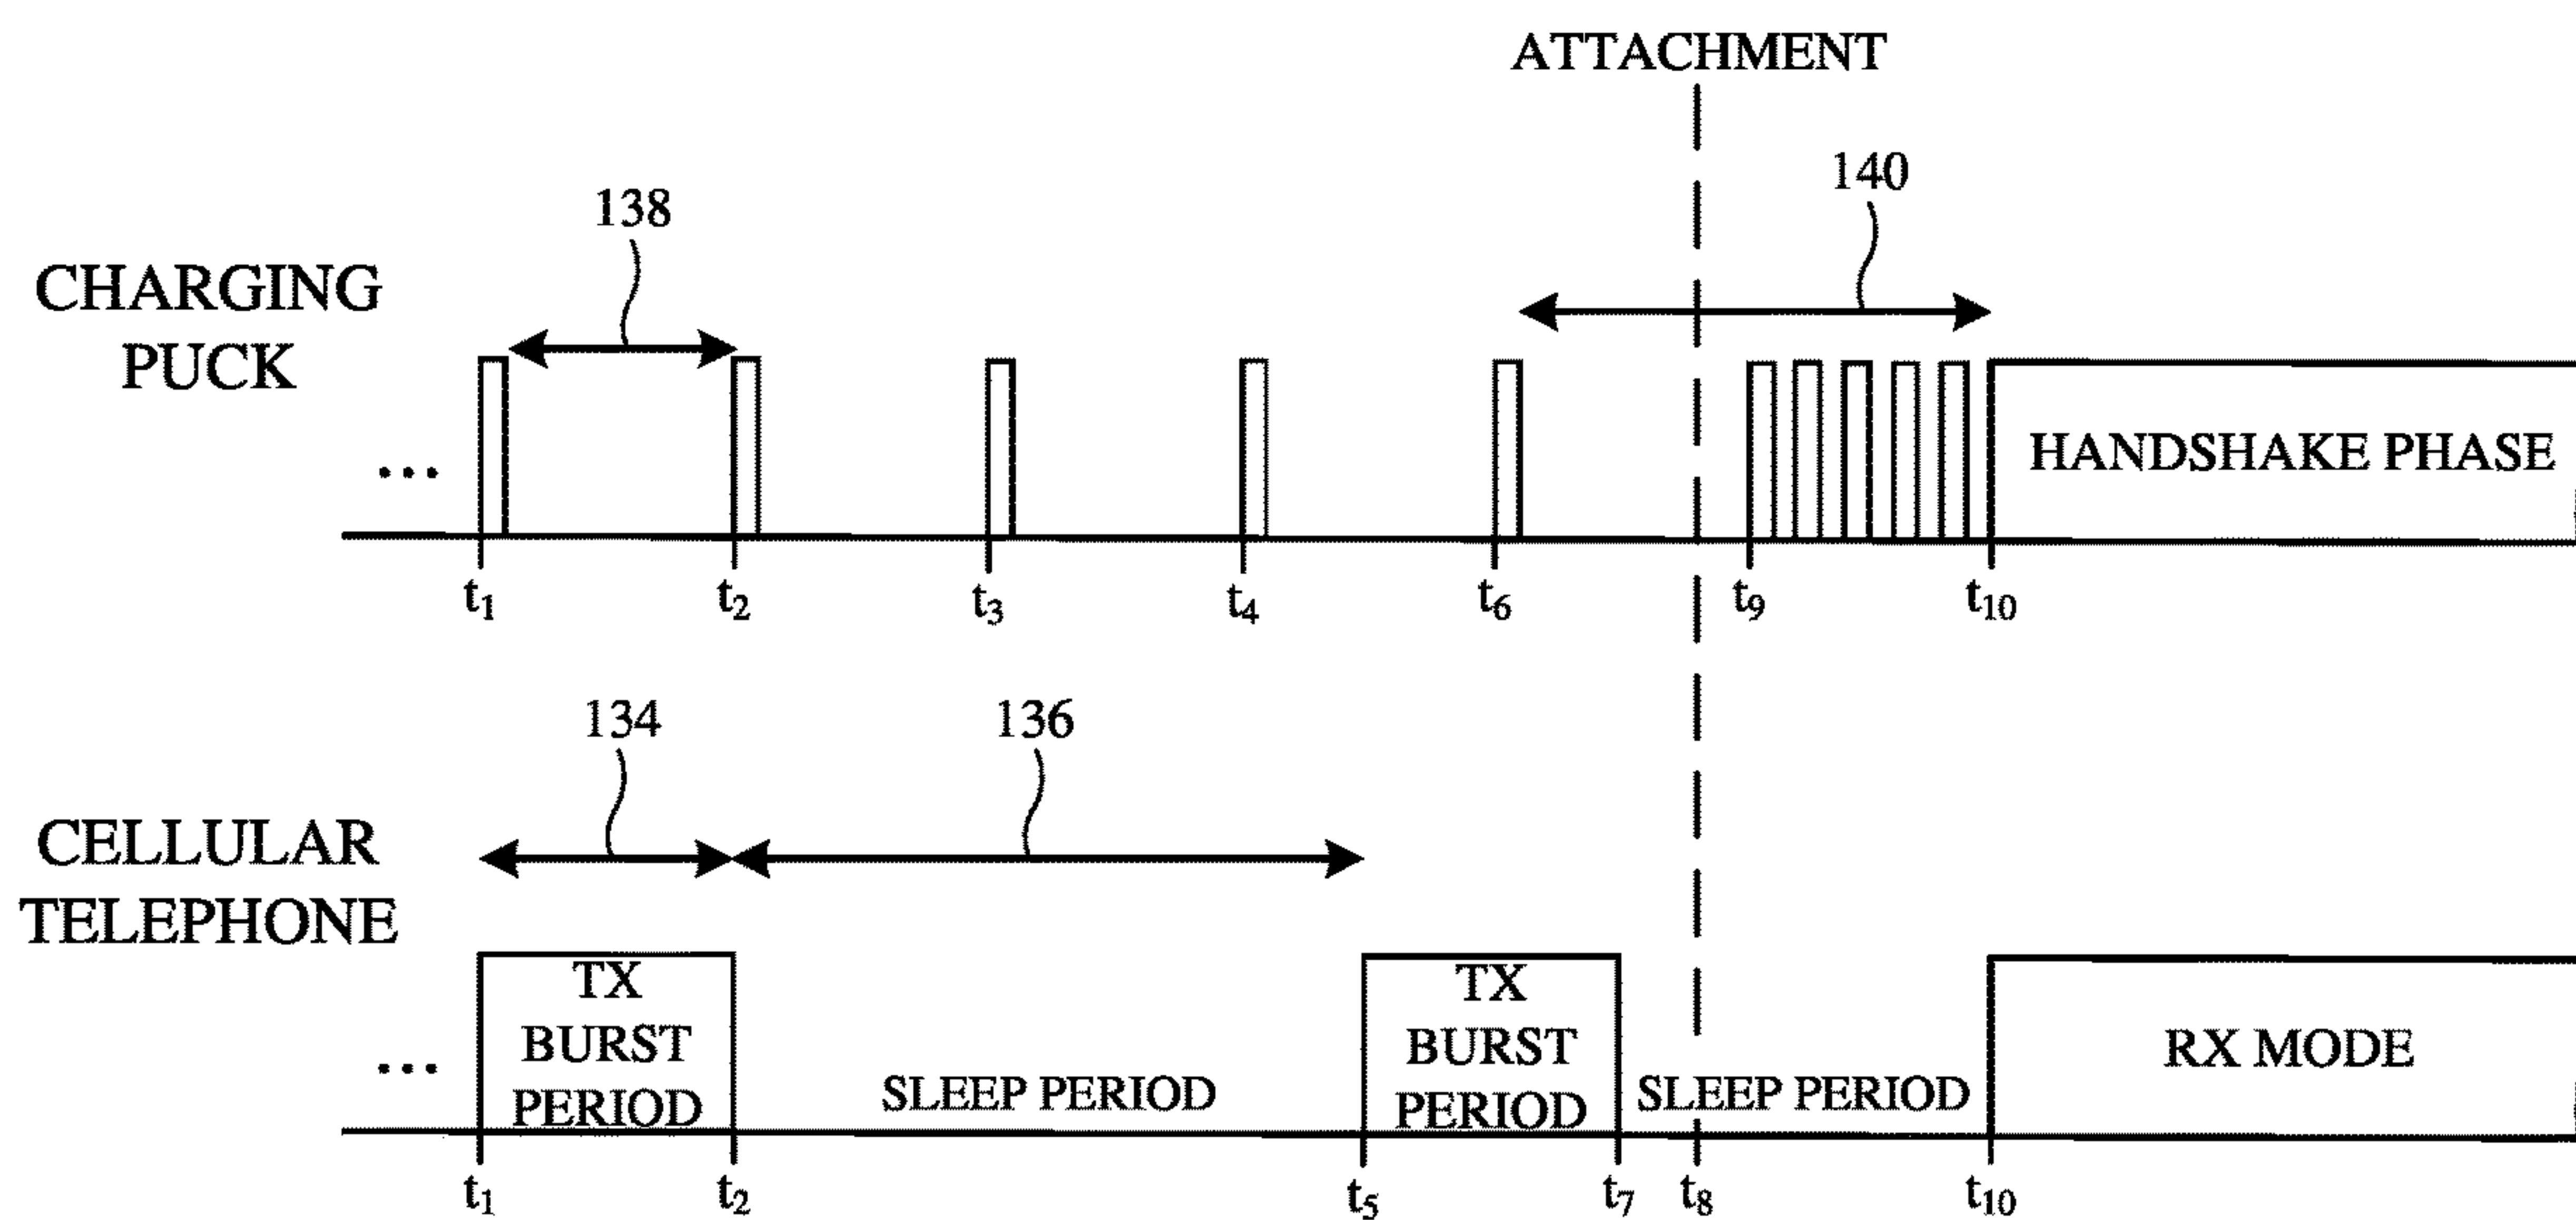 ATTACHMENT
138
140
CHARGING
PUCK
...
HANDSHAKE PHASE
t1 t2 t3 t4 t6 t9 t10
134
136
CELLULAR
TELEPHONE
...
TX
BURST
PERIOD
SLEEP PERIOD
TX
BURST
PERIOD
SLEEP PERIOD
RX MODE
t1 t2 t5 t7 t8 t10